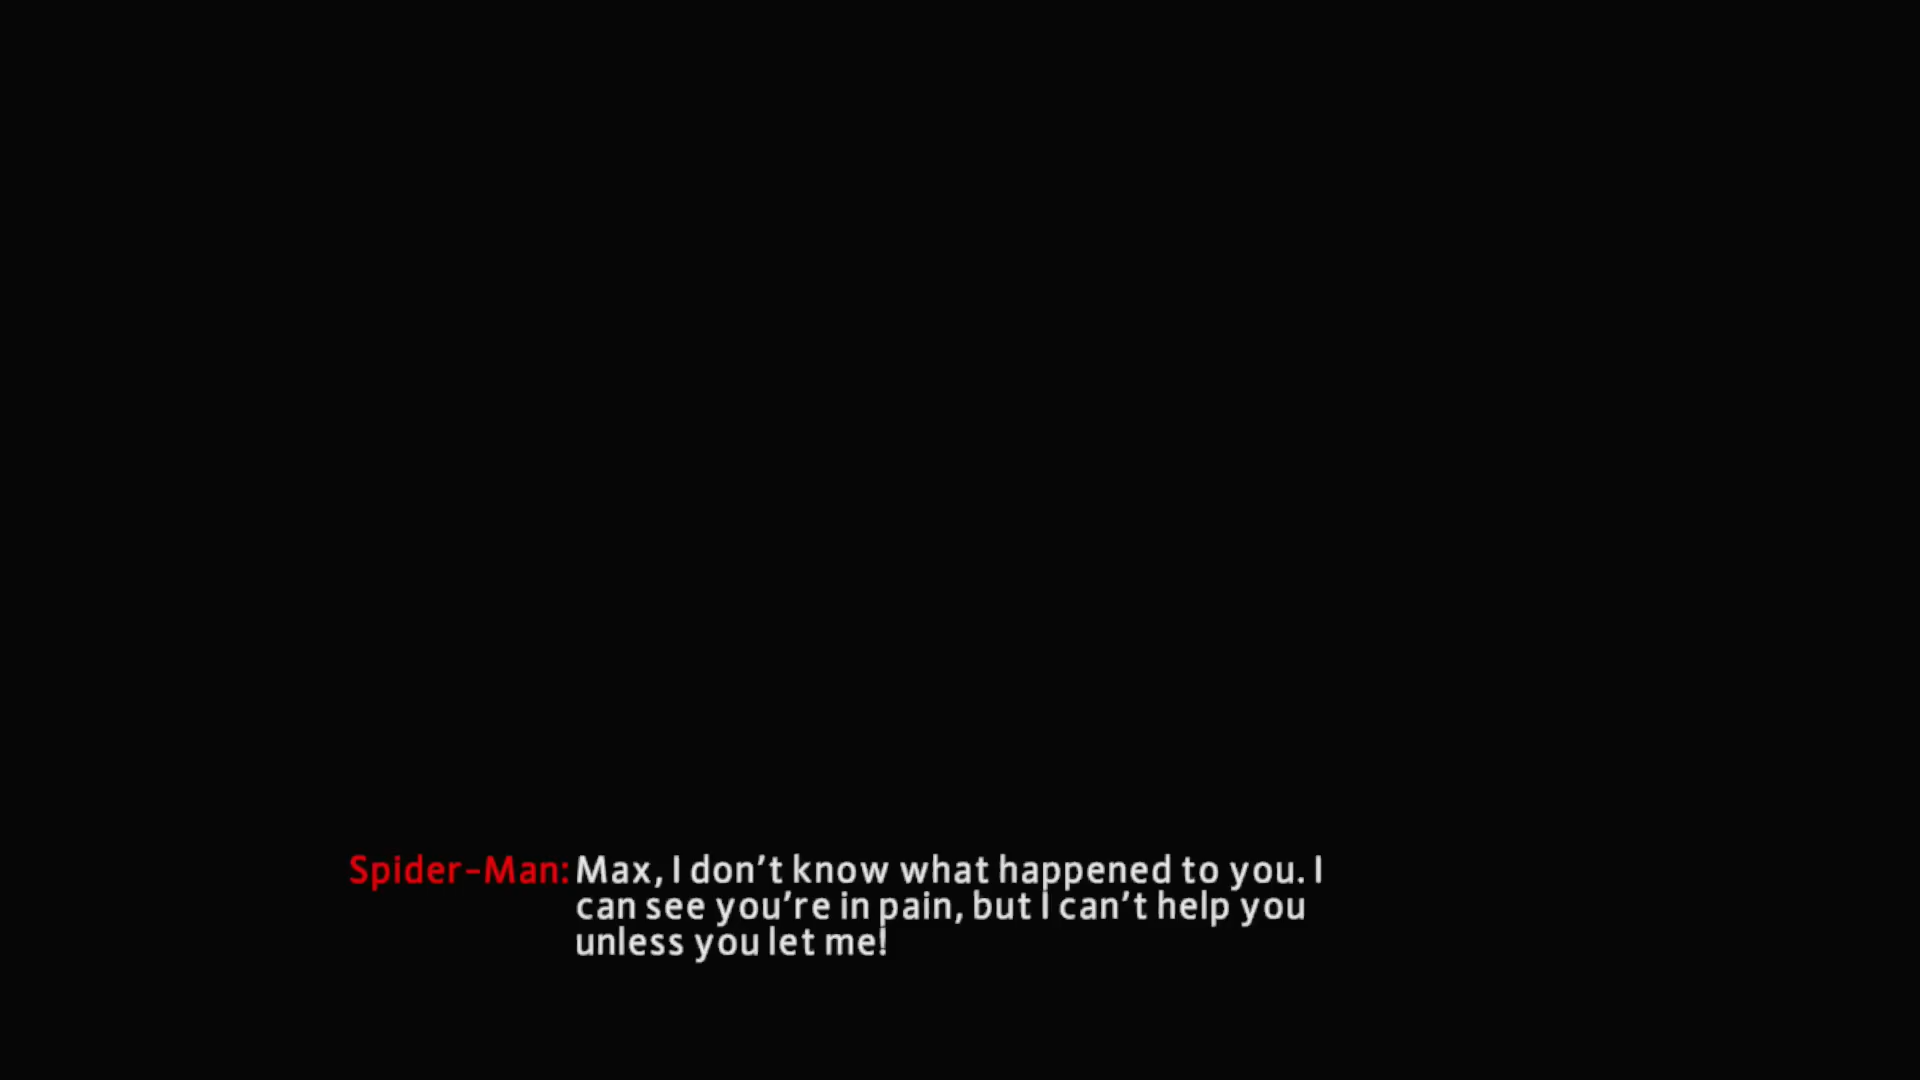 Spider-Man: Max, I don't know what happened to you. I
can see you're in pain, but I can't help you
unless you let me!